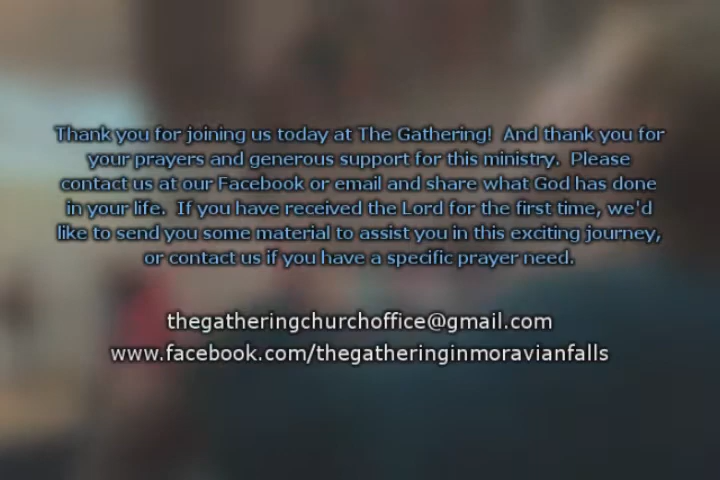 Thank you for joining us today at The Gathering!  And thank you for
your prayers and generous support for this ministry.  Please
contact us at our Facebook or email and share what God has done
in your life.  If you have received the Lord for the first time, we'd
like to send you some material to assist you in this exciting journey,
or contact us if you have a specific prayer need.
thegatheringchurchoffice@gmail.com
www.facebook.com/thegatheringinmoravianfalls